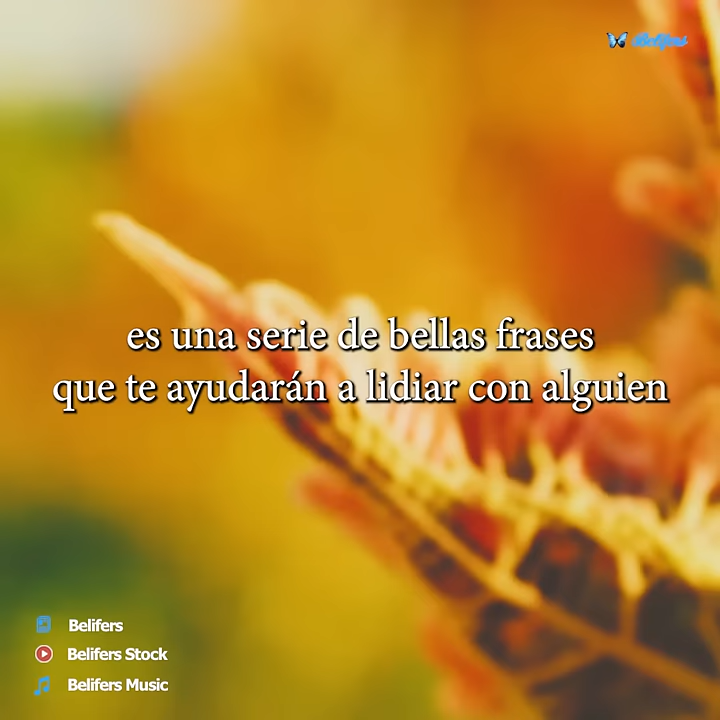 Belifers
es una serie de bellas frases
que te ayudarán a lidiar con alguien
Belifers
Belifers Stock
Belifers Music